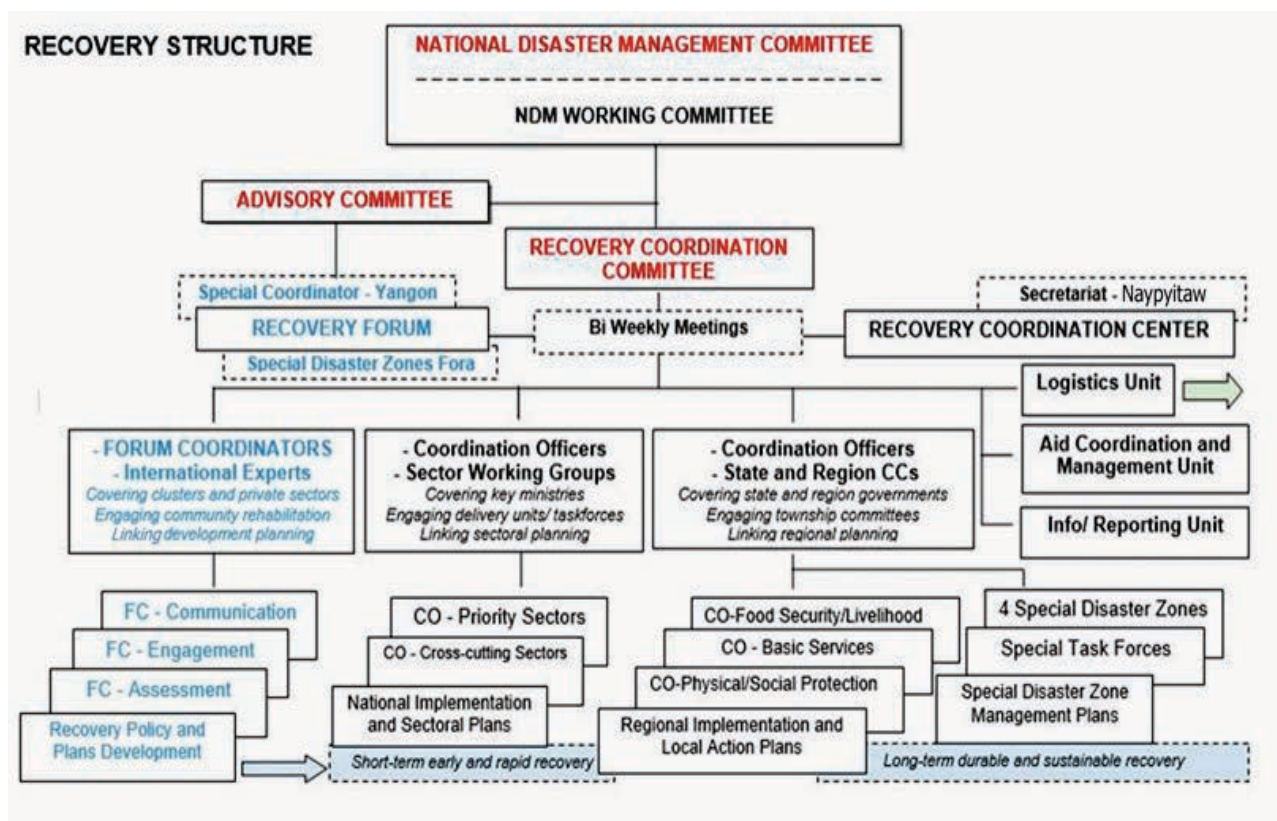 RECOVERY STRUCTURE
NATIONAL DISASTER MANAGEMENT COMMITTEE
NDM WORKING COMMITTEE
ADVISORY COMMITTEE
RECOVERY COORDINATION
COMMITTEE
Special Coordinator - Yangon
RECOVERY FORUM
Special Disaster Zones Fora
Bi Weekly Meetings
Secretariat - Naypyitaw
RECOVERY COORDINATION CENTER
Logistics Unit
Aid Coordination and
Management Unit
Info/ Reporting Unit
- FORUM COORDINATORS
- International Experts
Covering clusters and private sectors
Engaging community rehabilitation
Linking development planning
- Coordination Officers
- Sector Working Groups
Covering key ministries
Engaging delivery units/ taskforces
Linking sectoral planning
- Coordination Officers
- State and Region CCs
Covering state and region governments
Engaging township committees
Linking regional planning
FC - Communication
FC - Engagement
FC - Assessment
Recovery Policy and
Plans Development
CO - Priority Sectors
CO - Cross-cutting Sectors
National Implementation
and Sectoral Plans
CO-Food Security/Livelihood
CO - Basic Services
CO-Physical/Social Protection
Regional Implementation and
Local Action Plans
4 Special Disaster Zones
Special Task Forces
Special Disaster Zone
Management Plans
Short-term early and rapid recovery
Long-term durable and sustainable recovery